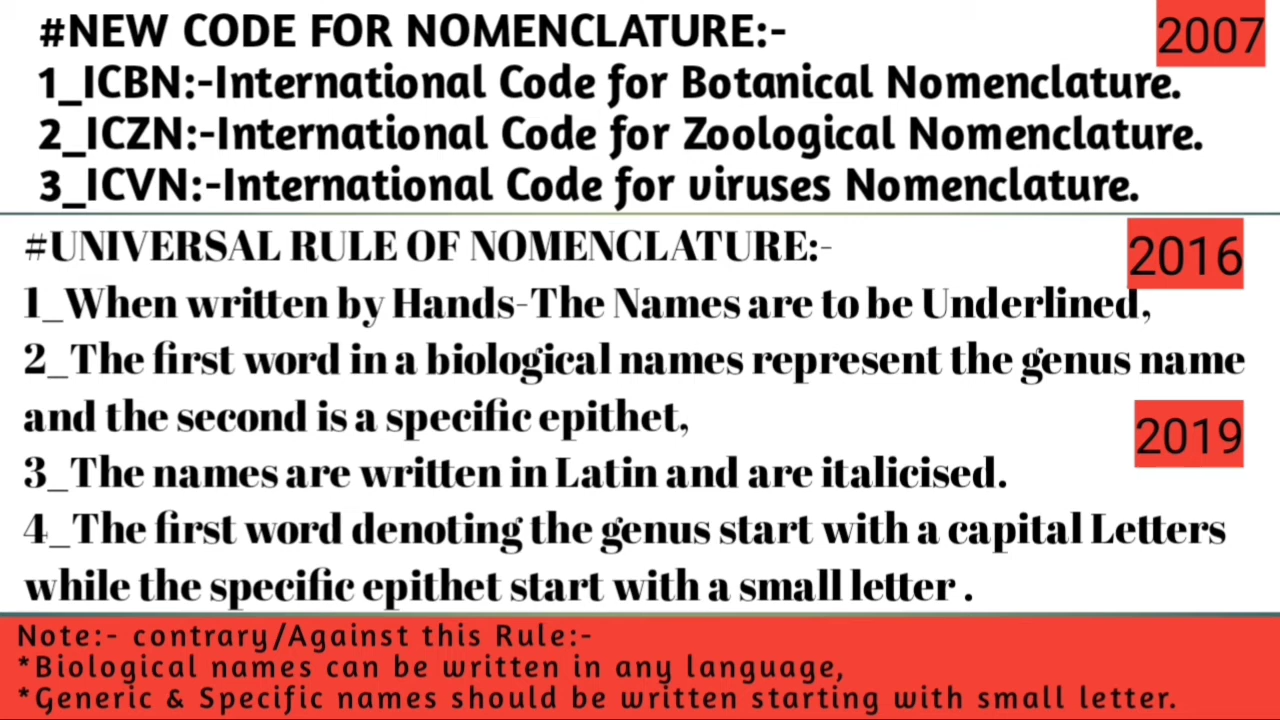 #NEW CODE FOR NOMENCLATURE:-
2007
1_ICBN:-International Code for Botanical Nomenclature.
2_ICZN:-International Code for Zoological Nomenclature.
3_ICVN:-International Code for viruses Nomenclature.
#UNIVERSAL RULE OF NOMENCLATURE:-
2016
1_When written by Hands-The Names are to be Underlined,
2_The first word in a biological names represent the genus name
and the second is a specific epithet,
2019
3_The names are written in Latin and are italicised.
4_The first word denoting the genus start with a capital Letters
while the specific epithet start with a small letter .
Note:- contrary/Against this Rule:-
*Biological names can be written in any language,
*Generic & Specific names should be written starting with small letter.